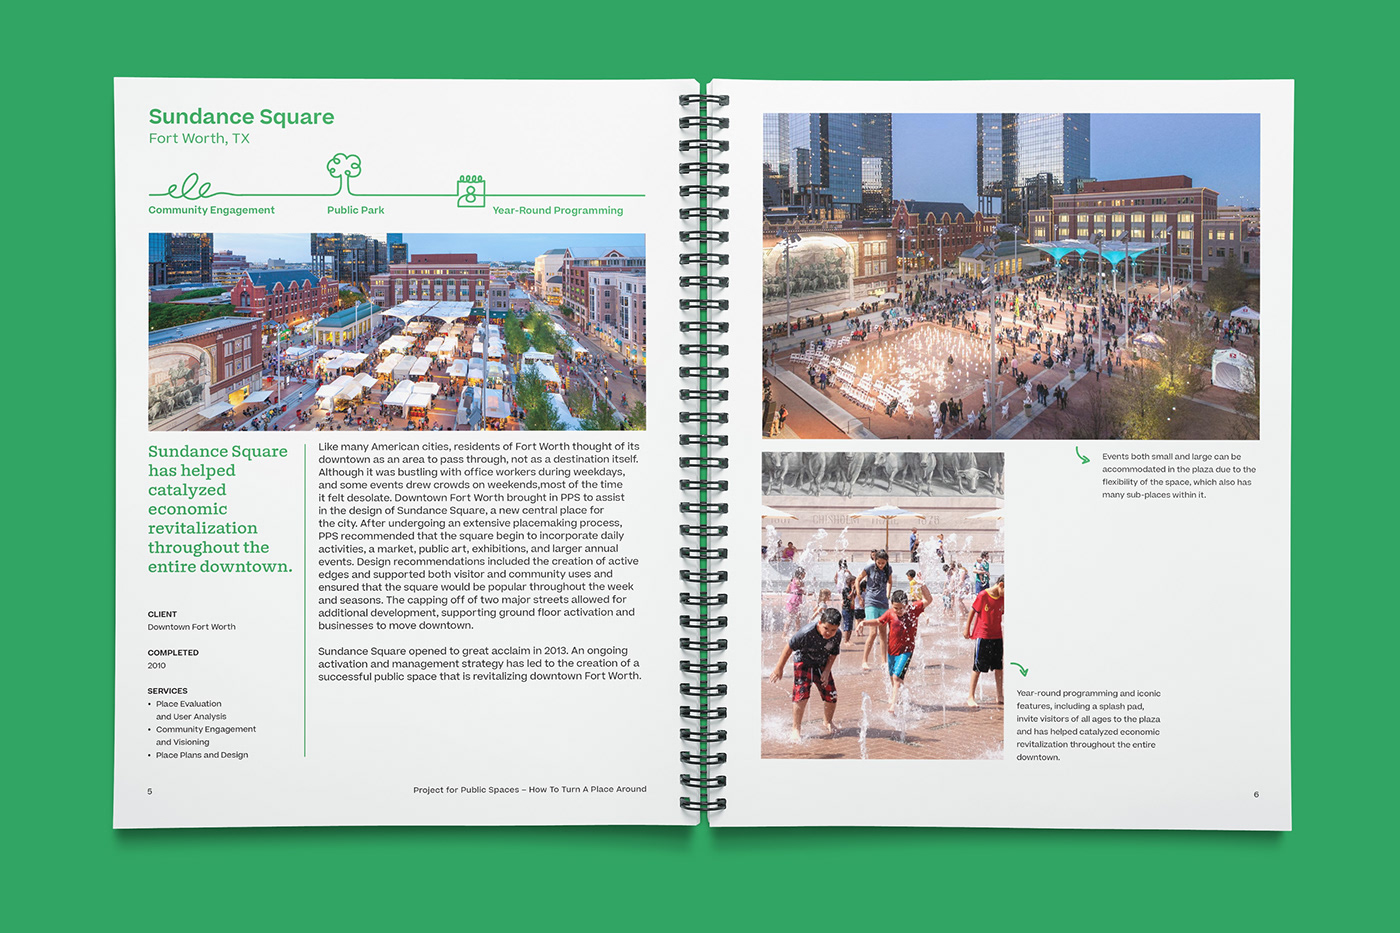 Sundance Square
Fort Worth, TX
Community Engagement
Public Park
Year-Round Programming
Sundance Square
has helped
catalyzed
economic
revitalization
throughout the
entire downtown.
CLIENT
Downtown Fort Worth
COMPLETED
2010
SERVICES
• Place Evaluation
and User Analysis
• Community Engagement
and Visioning
• Place Plans and Design
Like many American cities, residents of Fort Worth thought of its
downtown as an area to pass through, not as a destination itself.
Although it was bustling with office workers during weekdays,
and some events drew crowds on weekends,most of the time
it felt desolate. Downtown Fort Worth brought in PPS to assist
in the design of Sundance Square, a new central place for
the city. After undergoing an extensive placemaking process,
PPS recommended that the square begin to incorporate daily
activities, a market, public art, exhibitions, and larger annual
events. Design recommendations included the creation of active
edges and supported both visitor and community uses and
ensured that the square would be popular throughout the week
and seasons. The capping off of two major streets allowed for
additional development, supporting ground floor activation and
businesses to move downtown.
Sundance Square opened to great acclaim in 2013. An ongoing
activation and management strategy has led to the creation of a
successful public space that is revitalizing downtown Fort Worth.
5
Project for Public Spaces – How To Turn A Place Around
Events both small and large can be
accommodated in the plaza due to the
flexibility of the space, which also has
many sub-places within it.
Year-round programming and iconic
features, including a splash pad,
invite visitors of all ages to the plaza
and has helped catalyzed economic
revitalization throughout the entire
downtown.
6